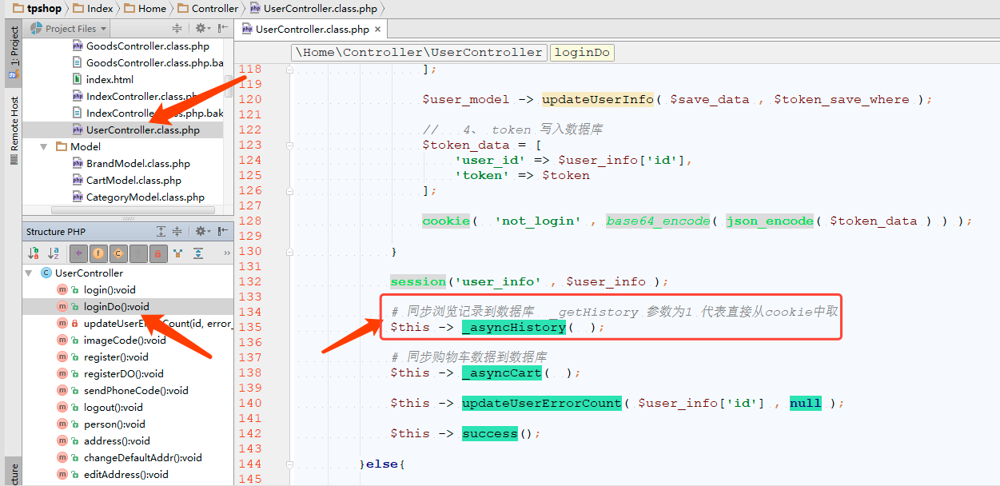 tpshop Index Home Controller UserController.class.php
Project Files
UserController.class.php
1: Project
Remote Host
GoodsController.class.php
GoodsController.class.php.ba
index.html
IndexController.class.php
IndexController.class.php.bak
UserController.class.php
Model
BrandModel.class.php
CartModel.class.php
CategoryModel.class.php
Structure PHP
UserController
login():void
loginDo():void
updateUserErrorCount(id, error_
imageCode():void
register():void
registerDO():void
sendPhoneCode():void
logout():void
person():void
address():void
changeDefaultAddr():void
editAddress():void
cture
\Home\Controller\UserController loginDo
118 ];
119
120 $user_model -> updateUserInfo( $save_data , $token_save_where );
121
122 // 4、 token 写入数据库
123 $token_data = [
124 'user_id' => $user_info['id'],
125 'token' => $token
126 ];
127
128 cookie( 'not_login' , base64_encode( json_encode( $token_data ) ) );
129
130 }
131
132 session('user_info' , $user_info );
133
134 # 同步浏览记录到数据库 _getHistory 参数为1 代表直接从cookie中取
135 $this -> _asyncHistory( );
136
137 # 同步购物车数据到数据库
138 $this -> _asyncCart( );
139
140 $this -> updateUserErrorCount( $user_info['id'] , null );
141
142 $this -> success();
143
144 }else{
145